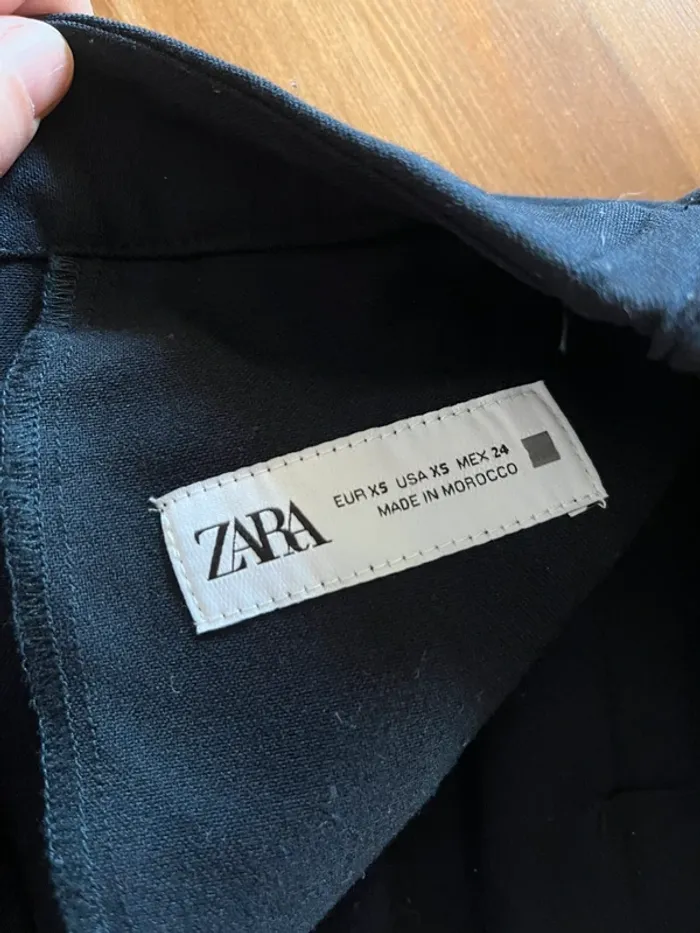 ZARA
EUR XS USA XS MEX 24
MADE IN MOROCCO